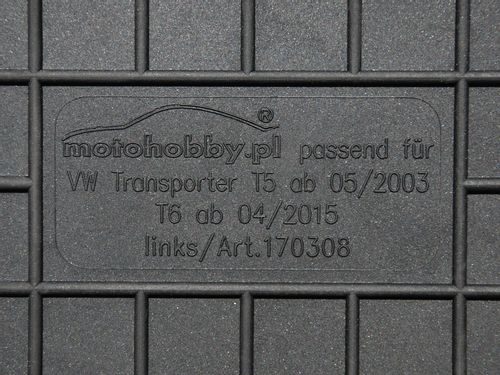 motohobby.pl® passend für
VW Transporter T5 ab 05/2003
T6 ab 04/2015
links/Art.170308